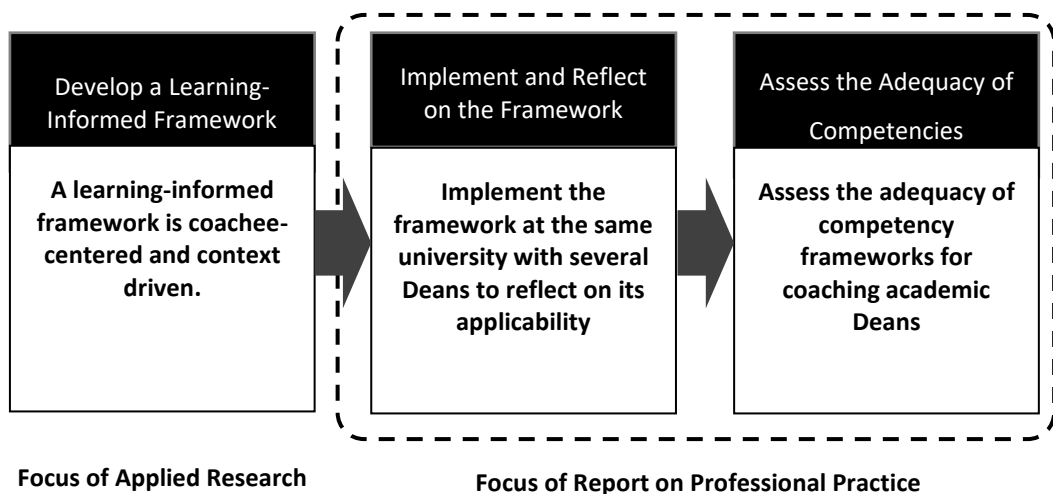 Develop a Learning-
Informed Framework
A learning-informed
framework is coachee-
centered and context
driven.
Implement and Reflect
on the Framework
Implement the
framework at the same
university with several
Deans to reflect on its
applicability
Assess the Adequacy of
Competencies
Assess the adequacy of
competency
frameworks for
coaching academic
Deans
Focus of Applied Research
Focus of Report on Professional Practice